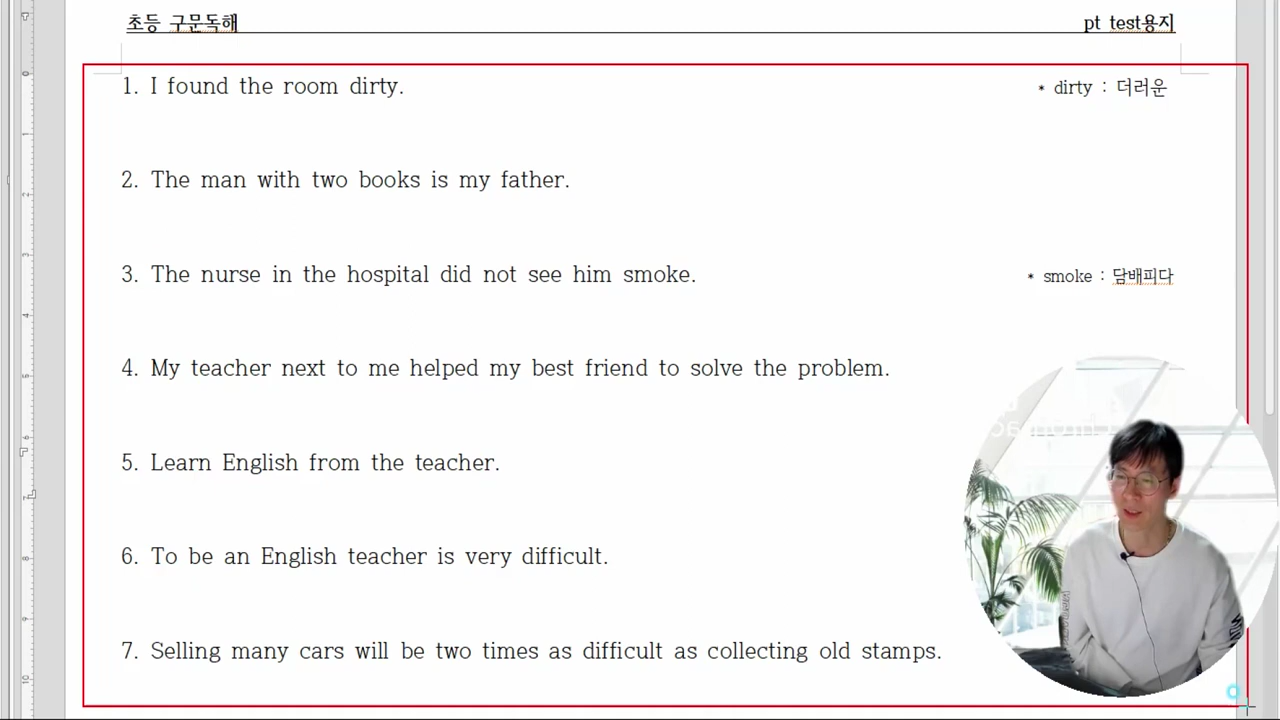 초등 구문독해 pt test용지
1. I found the room dirty. * dirty : 더러운
2. The man with two books is my father.
3. The nurse in the hospital did not see him smoke. * smoke : 담배피다
4. My teacher next to me helped my best friend to solve the problem.
5. Learn English from the teacher.
6. To be an English teacher is very difficult.
7. Selling many cars will be two times as difficult as collecting old stamps.